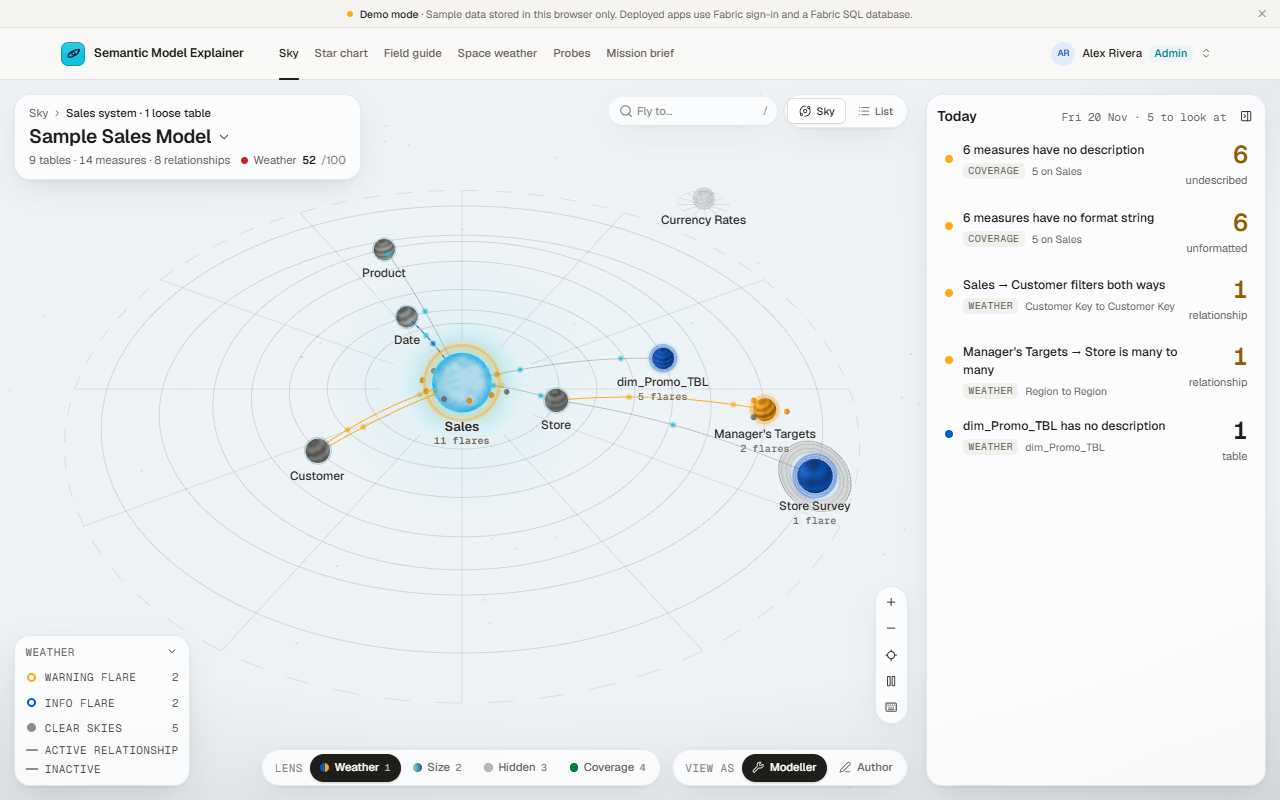 Demo mode · Sample data stored in this browser only. Deployed apps use Fabric sign-in and a Fabric SQL database.
Semantic Model Explainer
Sky
Star chart
Field guide
Space weather
Probes
Mission brief
AR
Alex Rivera
Admin
Sky › Sales system · 1 loose table
Sample Sales Model
9 tables · 14 measures · 8 relationships
Weather 52 /100
Fly to... /
Sky
List
Currency Rates
Product
Date
dim_Promo_TBL
5 flares
Sales
11 flares
Store
Manager's Targets
2 flares
Customer
Store Survey
1 flare
WEATHER
WARNING FLARE 2
INFO FLARE 2
CLEAR SKIES 5
ACTIVE RELATIONSHIP
INACTIVE
LENS
Weather 1
Size 2
Hidden 3
Coverage 4
VIEW AS
Modeller
Author
Today
Fri 20 Nov · 5 to look at
6 measures have no description
6
COVERAGE 5 on Sales
undescribed
6 measures have no format string
6
COVERAGE 5 on Sales
unformatted
Sales → Customer filters both ways
1
WEATHER Customer Key to Customer Key
relationship
Manager's Targets → Store is many to
many
1
WEATHER Region to Region
relationship
dim_Promo_TBL has no description
1
WEATHER dim_Promo_TBL
table